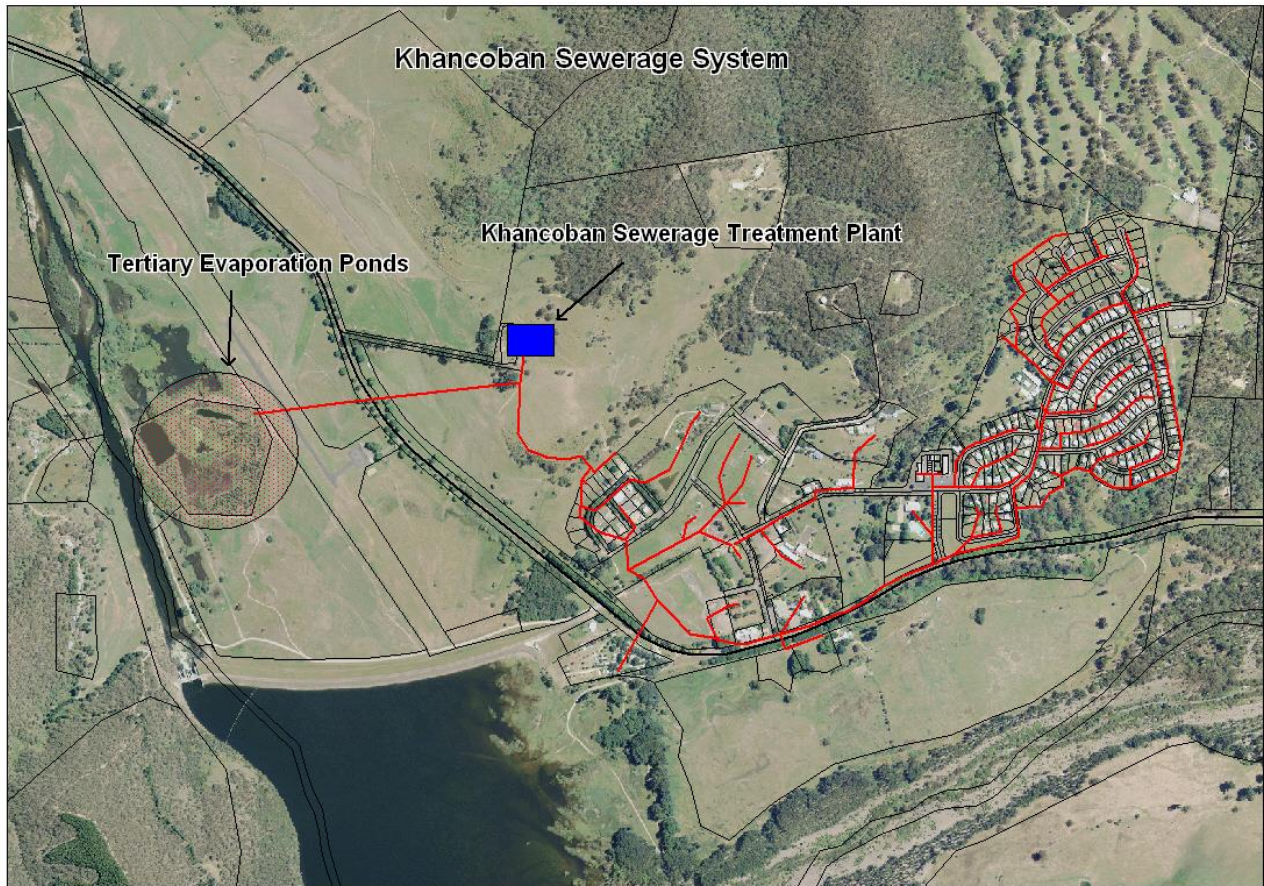 Khancoban Sewerage System
Khancoban Sewerage Treatment Plant
Tertiary Evaporation Ponds